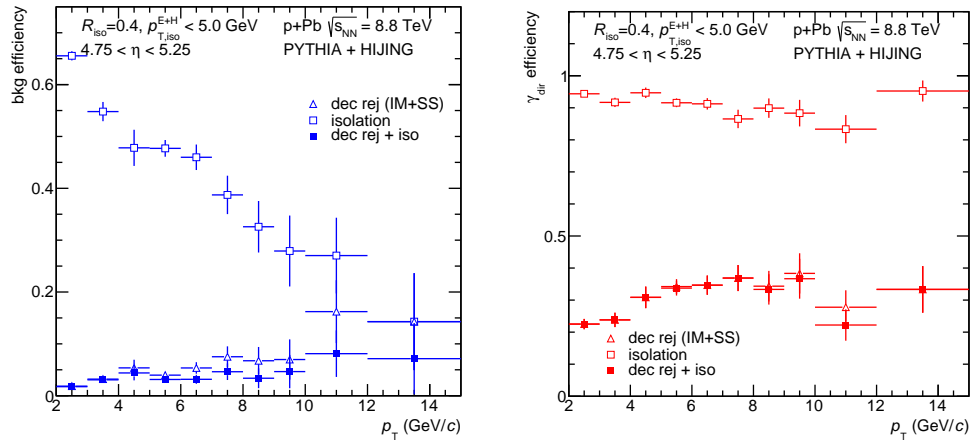 R_iso=0.4, p_T,iso^E+H < 5.0 GeV
p+Pb √s_NN = 8.8 TeV
4.75 < η < 5.25
PYTHIA + HIJING
dec rej (IM+SS)
isolation
dec rej + iso
bkg efficiency
0.6
0.4
0.2
0
2 4 6 8 10 12 14
p_T (GeV/c)
R_iso=0.4, p_T,iso^E+H < 5.0 GeV
p+Pb √s_NN = 8.8 TeV
4.75 < η < 5.25
PYTHIA + HIJING
γ_dir efficiency
1
0.5
0
dec rej (IM+SS)
isolation
dec rej + iso
2 4 6 8 10 12 14
p_T (GeV/c)